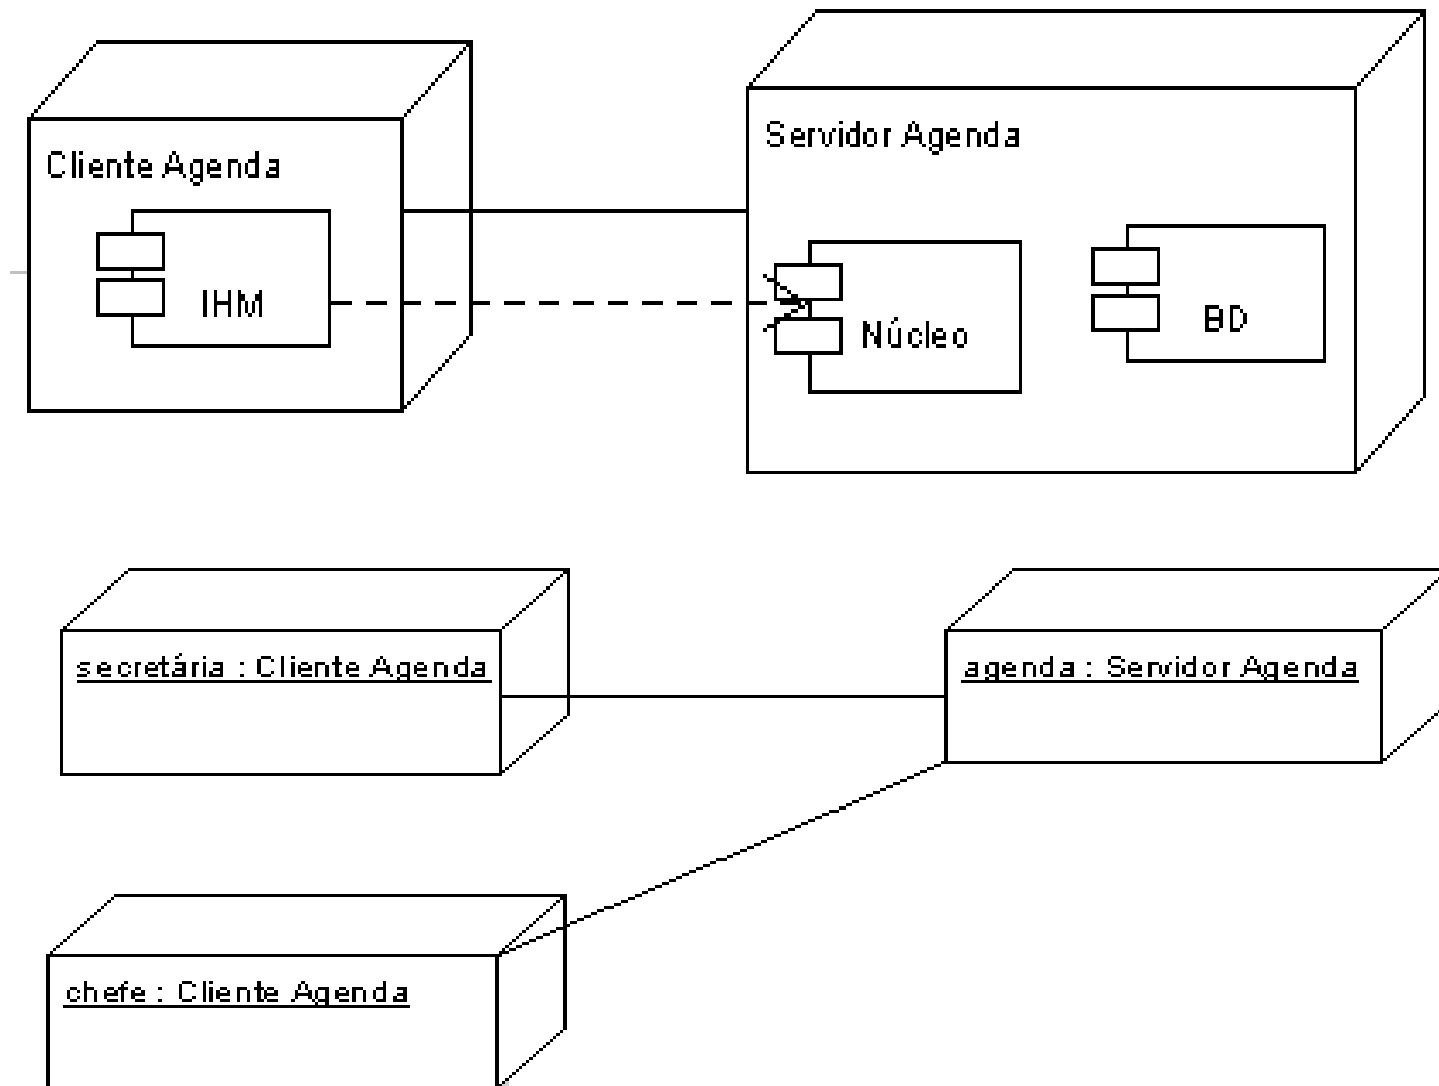 Cliente Agenda
Servidor Agenda
IHM
Núcleo
BD
secretária : Cliente Agenda
agenda : Servidor Agenda
chefe : Cliente Agenda